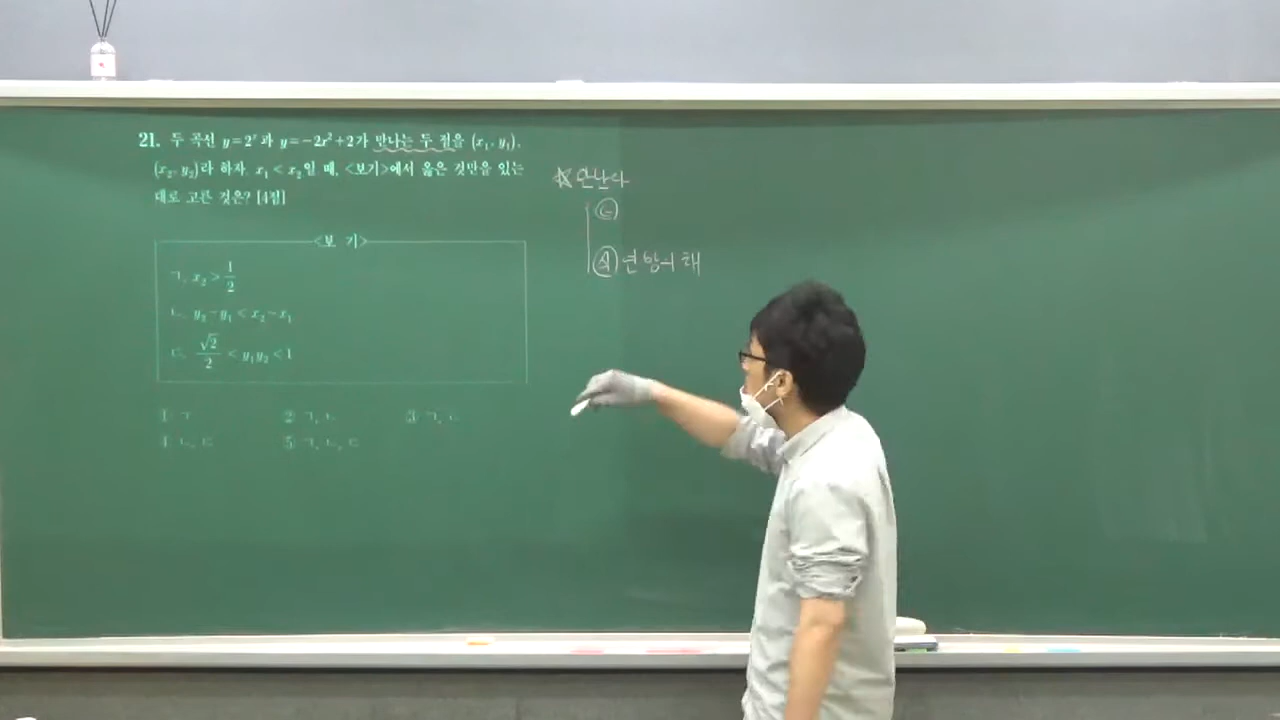 21. 두 곡선 y=2ˣ과 y=-2x²+2가 만나는 두 점을 (x₁, y₁),
(x₂, y₂)라 하자. x₁<x₂일 때, <보기>에서 옳은 것만을 있는
대로 고른 것은? [4점]
<보 기>
ㄱ. x₂ > 1/2
ㄴ. y₂-y₁ < x₂-x₁
ㄷ. √2/2 < y₁y₂ < 1
① ㄱ ② ㄱ, ㄴ ③ ㄱ, ㄷ
④ ㄴ, ㄷ ⑤ ㄱ, ㄴ, ㄷ
☆만난다
식 연방의 해